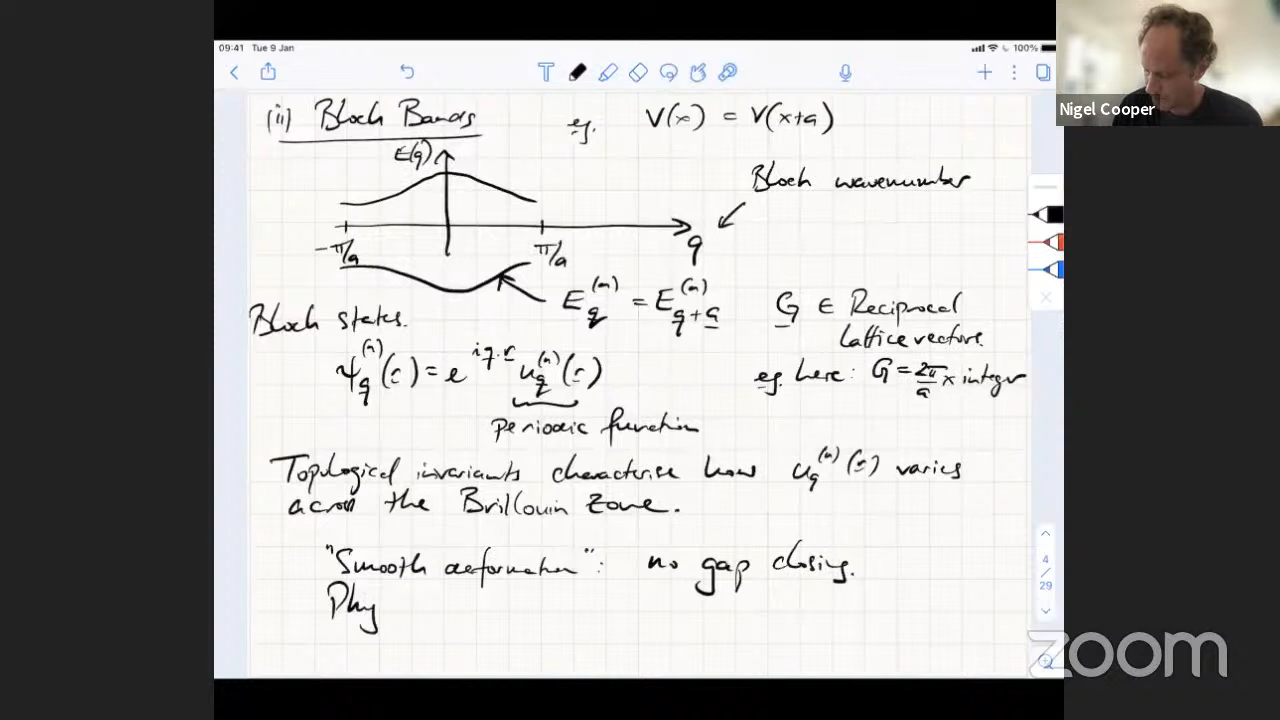 09:41 Tue 9 Jan
100%
Nigel Cooper
(ii) Bloch Bands eg. V(x) = V(x+a)
E(q)
Bloch wavenumber
-π/a π/a q
E_q^(n) = E_{q+G}^(n) G ∈ Reciprocal
lattice vectors.
Bloch states.
ψ_q^(n)(r) = e^{iq.r} u_q^(n)(r) eg. here: G = 2π/a × integer
periodic function
Topological invariants characterise how u_q^(n)(r) varies
across the Brillouin Zone.
"Smooth deformation": no gap closing.
Phy
4
/
29
zoom